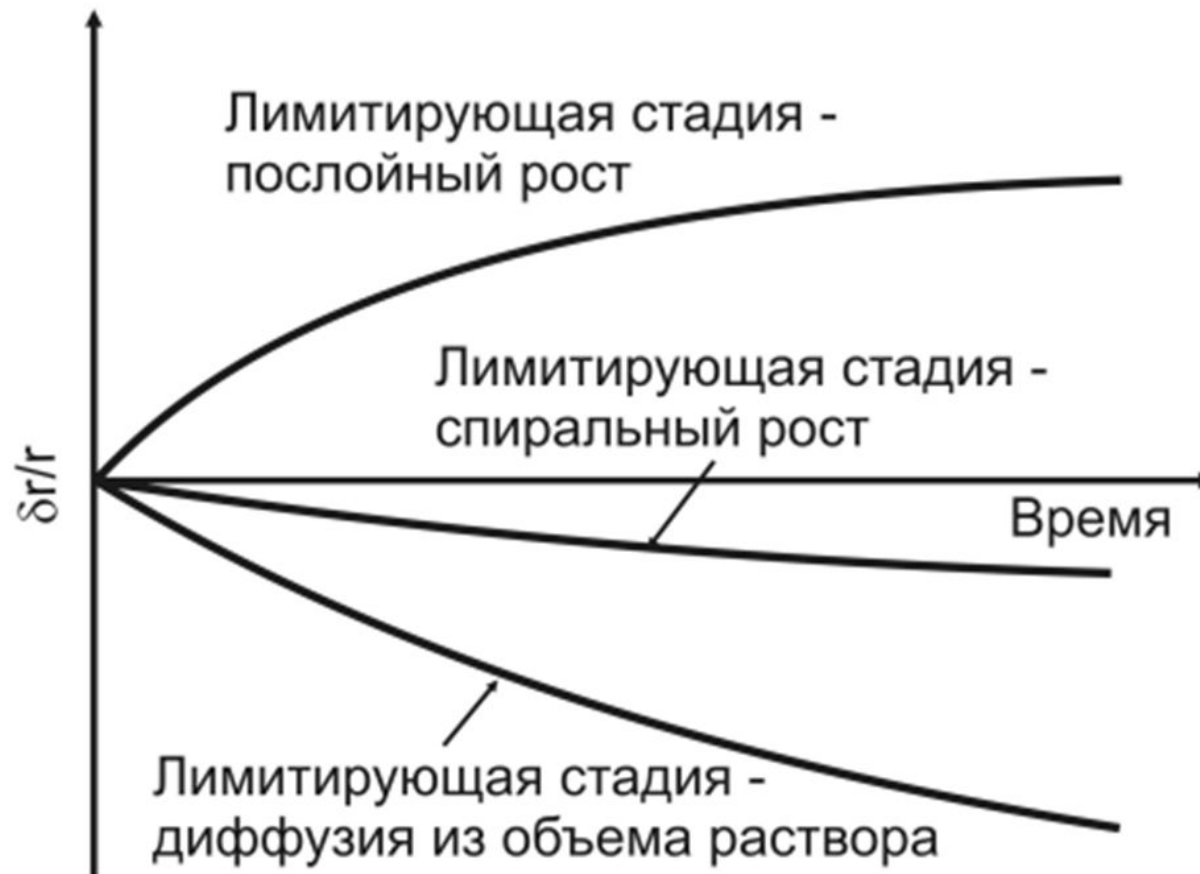 Лимитирующая стадия -
послойный рост
Лимитирующая стадия -
спиральный рост
δr/r
Время
Лимитирующая стадия -
диффузия из объема раствора